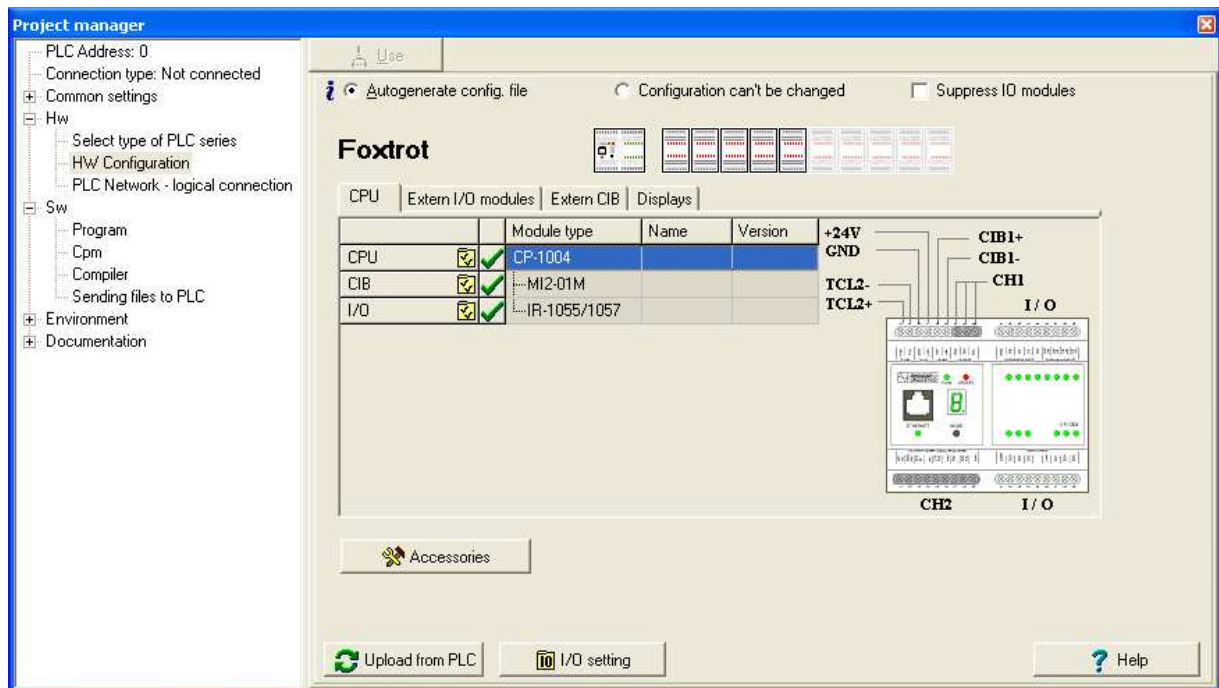 Project manager
PLC Address: 0
Connection type: Not connected
Common settings
Hw
Select type of PLC series
HW Configuration
PLC Network - logical connection
Sw
Program
Cpm
Compiler
Sending files to PLC
Environment
Documentation
Use
Autogenerate config. file
Configuration can't be changed
Suppress IO modules
Foxtrot
CPU
Extern I/O modules
Extern CIB
Displays
Module type Name Version
CPU CP-1004
CIB MI2-01M
I/O IR-1055/1057
+24V
GND
TCL2-
TCL2+
CIB1+
CIB1-
CH1
I/O
8.
CH2
I/O
Accessories
Upload from PLC
I/O setting
Help